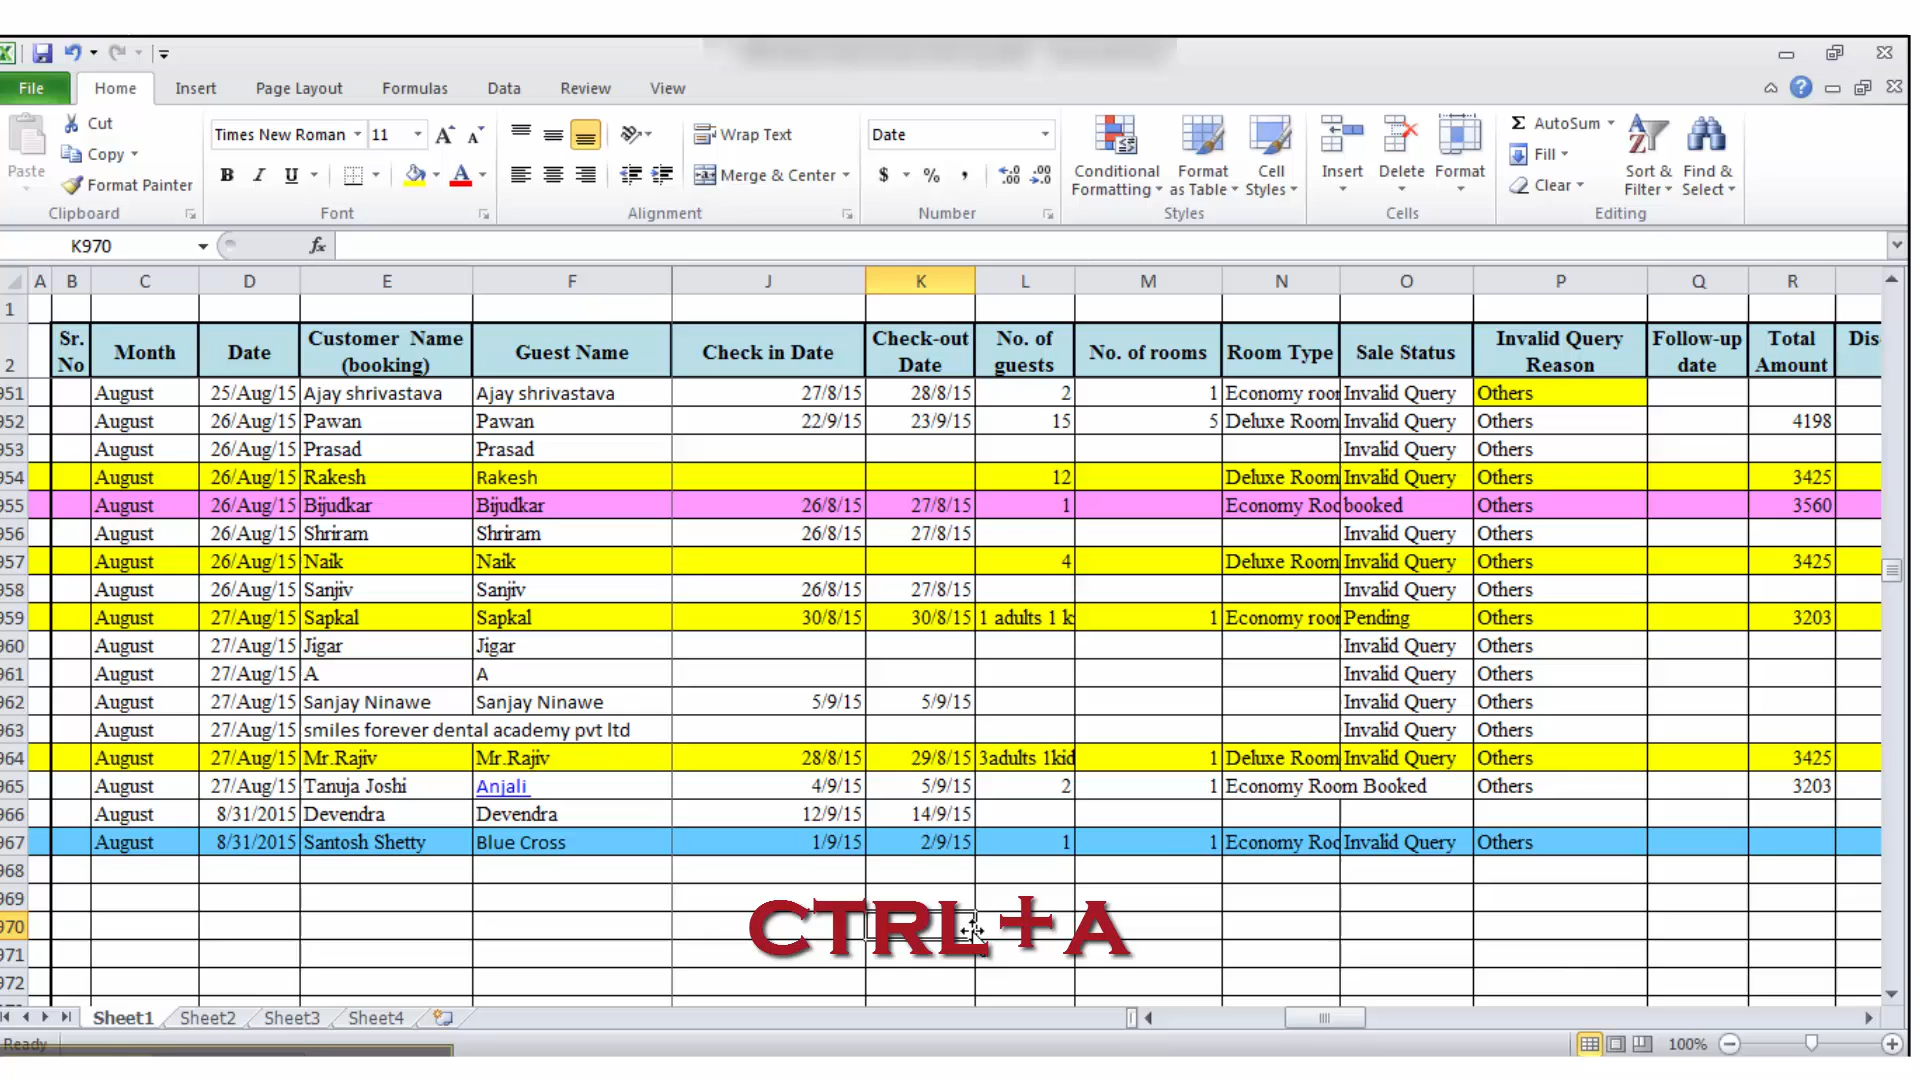 File Home Insert Page Layout Formulas Data Review View
Paste Cut Copy Format Painter Clipboard
Times New Roman 11 B I U Font
Wrap Text Merge & Center Alignment
Date $ % , .00 .00 Number
Conditional Formatting Format as Table Cell Styles Styles
Insert Delete Format Cells
Σ AutoSum Fill Clear Sort & Filter Find & Select Editing
K970 fx
A B C D E F J K L M N O P Q R
1
2 Sr. No Month Date Customer Name (booking) Guest Name Check in Date Check-out Date No. of guests No. of rooms Room Type Sale Status Invalid Query Reason Follow-up date Total Amount Dis
951 August 25/Aug/15 Ajay shrivastava Ajay shrivastava 27/8/15 28/8/15 2 1 Economy roor Invalid Query Others
952 August 26/Aug/15 Pawan Pawan 22/9/15 23/9/15 15 5 Deluxe Room Invalid Query Others 4198
953 August 26/Aug/15 Prasad Prasad Invalid Query Others
954 August 26/Aug/15 Rakesh Rakesh 12 Deluxe Room Invalid Query Others 3425
955 August 26/Aug/15 Bijudkar Bijudkar 26/8/15 27/8/15 1 Economy Roo booked Others 3560
956 August 26/Aug/15 Shriram Shriram 26/8/15 27/8/15 Invalid Query Others
957 August 26/Aug/15 Naik Naik 4 Deluxe Room Invalid Query Others 3425
958 August 26/Aug/15 Sanjiv Sanjiv 26/8/15 27/8/15 Invalid Query Others
959 August 27/Aug/15 Sapkal Sapkal 30/8/15 30/8/15 1 adults 1 k 1 Economy roor Pending Others 3203
960 August 27/Aug/15 Jigar Jigar Invalid Query Others
961 August 27/Aug/15 A A Invalid Query Others
962 August 27/Aug/15 Sanjay Ninawe Sanjay Ninawe 5/9/15 5/9/15 Invalid Query Others
963 August 27/Aug/15 smiles forever dental academy pvt ltd Invalid Query Others
964 August 27/Aug/15 Mr.Rajiv Mr.Rajiv 28/8/15 29/8/15 3adults 1kid 1 Deluxe Room Invalid Query Others 3425
965 August 27/Aug/15 Tanuja Joshi Anjali 4/9/15 5/9/15 2 1 Economy Room Booked Others 3203
966 August 8/31/2015 Devendra Devendra 12/9/15 14/9/15
967 August 8/31/2015 Santosh Shetty Blue Cross 1/9/15 2/9/15 1 1 Economy Roo Invalid Query Others
968
969
970
CTRL+A
971
972
Sheet1 Sheet2 Sheet3 Sheet4
Ready 100%